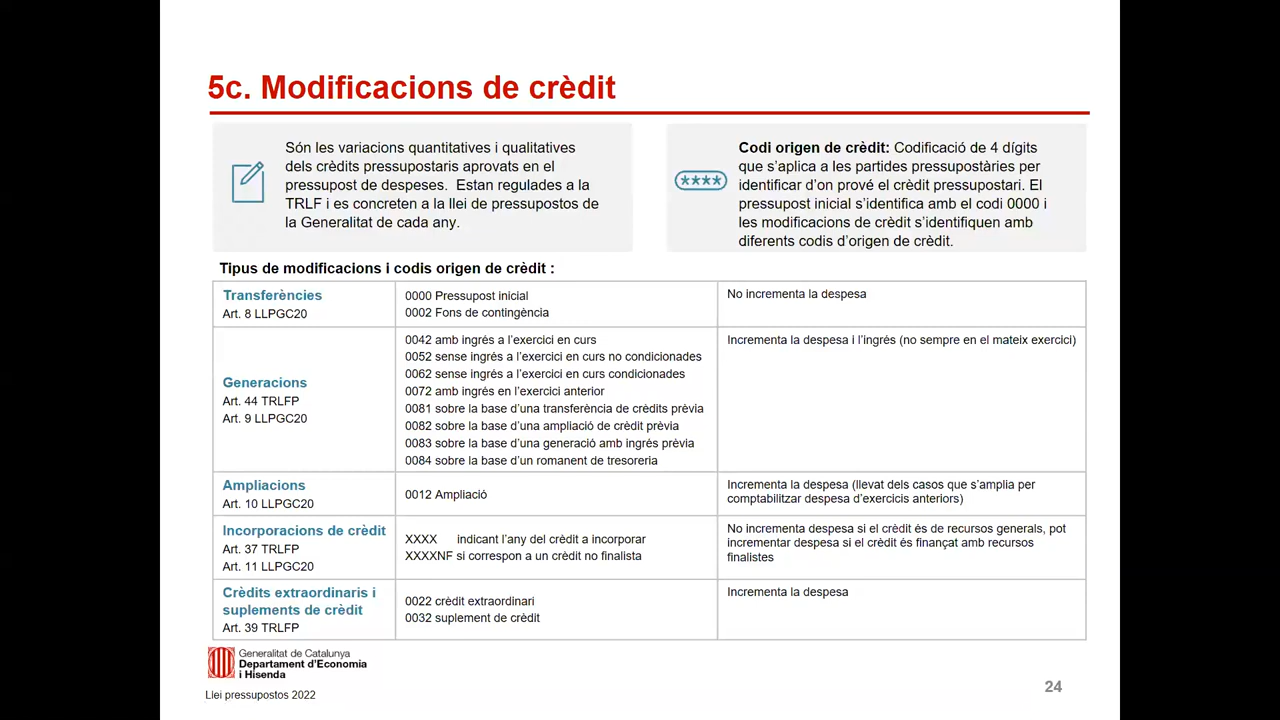 5c. Modificacions de crèdit
Són les variacions quantitatives i qualitatives
dels crèdits pressupostaris aprovats en el
pressupost de despeses. Estan regulades a la
TRLF i es concreten a la llei de pressupostos de
la Generalitat de cada any.
****
Codi origen de crèdit: Codificació de 4 dígits
que s’aplica a les partides pressupostàries per
identificar d’on prové el crèdit pressupostari. El
pressupost inicial s’identifica amb el codi 0000 i
les modificacions de crèdit s’identifiquen amb
diferents codis d’origen de crèdit.
Tipus de modificacions i codis origen de crèdit :
Transferències
Art. 8 LLPGC20
0000 Pressupost inicial
0002 Fons de contingència
No incrementa la despesa
Generacions
Art. 44 TRLFP
Art. 9 LLPGC20
0042 amb ingrés a l’exercici en curs
0052 sense ingrés a l’exercici en curs no condicionades
0062 sense ingrés a l’exercici en curs condicionades
0072 amb ingrés en l’exercici anterior
0081 sobre la base d’una transferència de crèdits prèvia
0082 sobre la base d’una ampliació de crèdit prèvia
0083 sobre la base d’una generació amb ingrés prèvia
0084 sobre la base d’un romanent de tresoreria
Incrementa la despesa i l’ingrés (no sempre en el mateix exercici)
Ampliacions
Art. 10 LLPGC20
0012 Ampliació
Incrementa la despesa (llevat dels casos que s’amplia per
comptabilitzar despesa d’exercicis anteriors)
Incorporacions de crèdit
Art. 37 TRLFP
Art. 11 LLPGC20
XXXX indicant l’any del crèdit a incorporar
XXXXNF si correspon a un crèdit no finalista
No incrementa despesa si el crèdit és de recursos generals, pot
incrementar despesa si el crèdit és finançat amb recursos
finalistes
Crèdits extraordinaris i
suplements de crèdit
Art. 39 TRLFP
0022 crèdit extraordinari
0032 suplement de crèdit
Incrementa la despesa
Generalitat de Catalunya
Departament d’Economia
i Hisenda
Llei pressupostos 2022
24